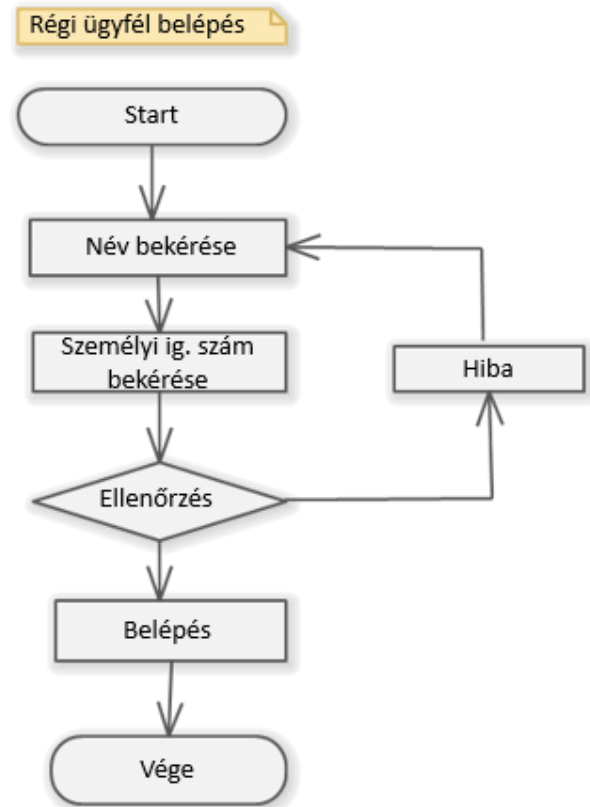 Régi ügyfél belépés
Start
Név bekérése
Személyi ig. szám
bekérése
Hiba
Ellenőrzés
Belépés
Vége